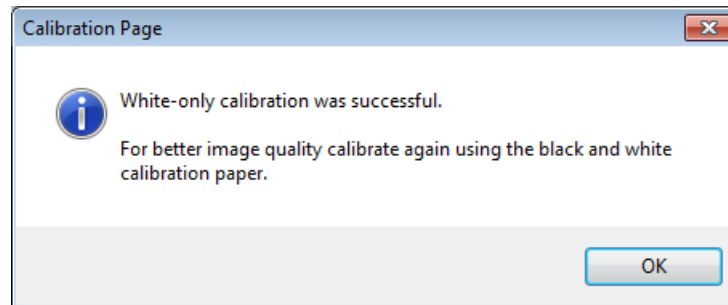 Calibration Page
White-only calibration was successful.
For better image quality calibrate again using the black and white
calibration paper.
OK